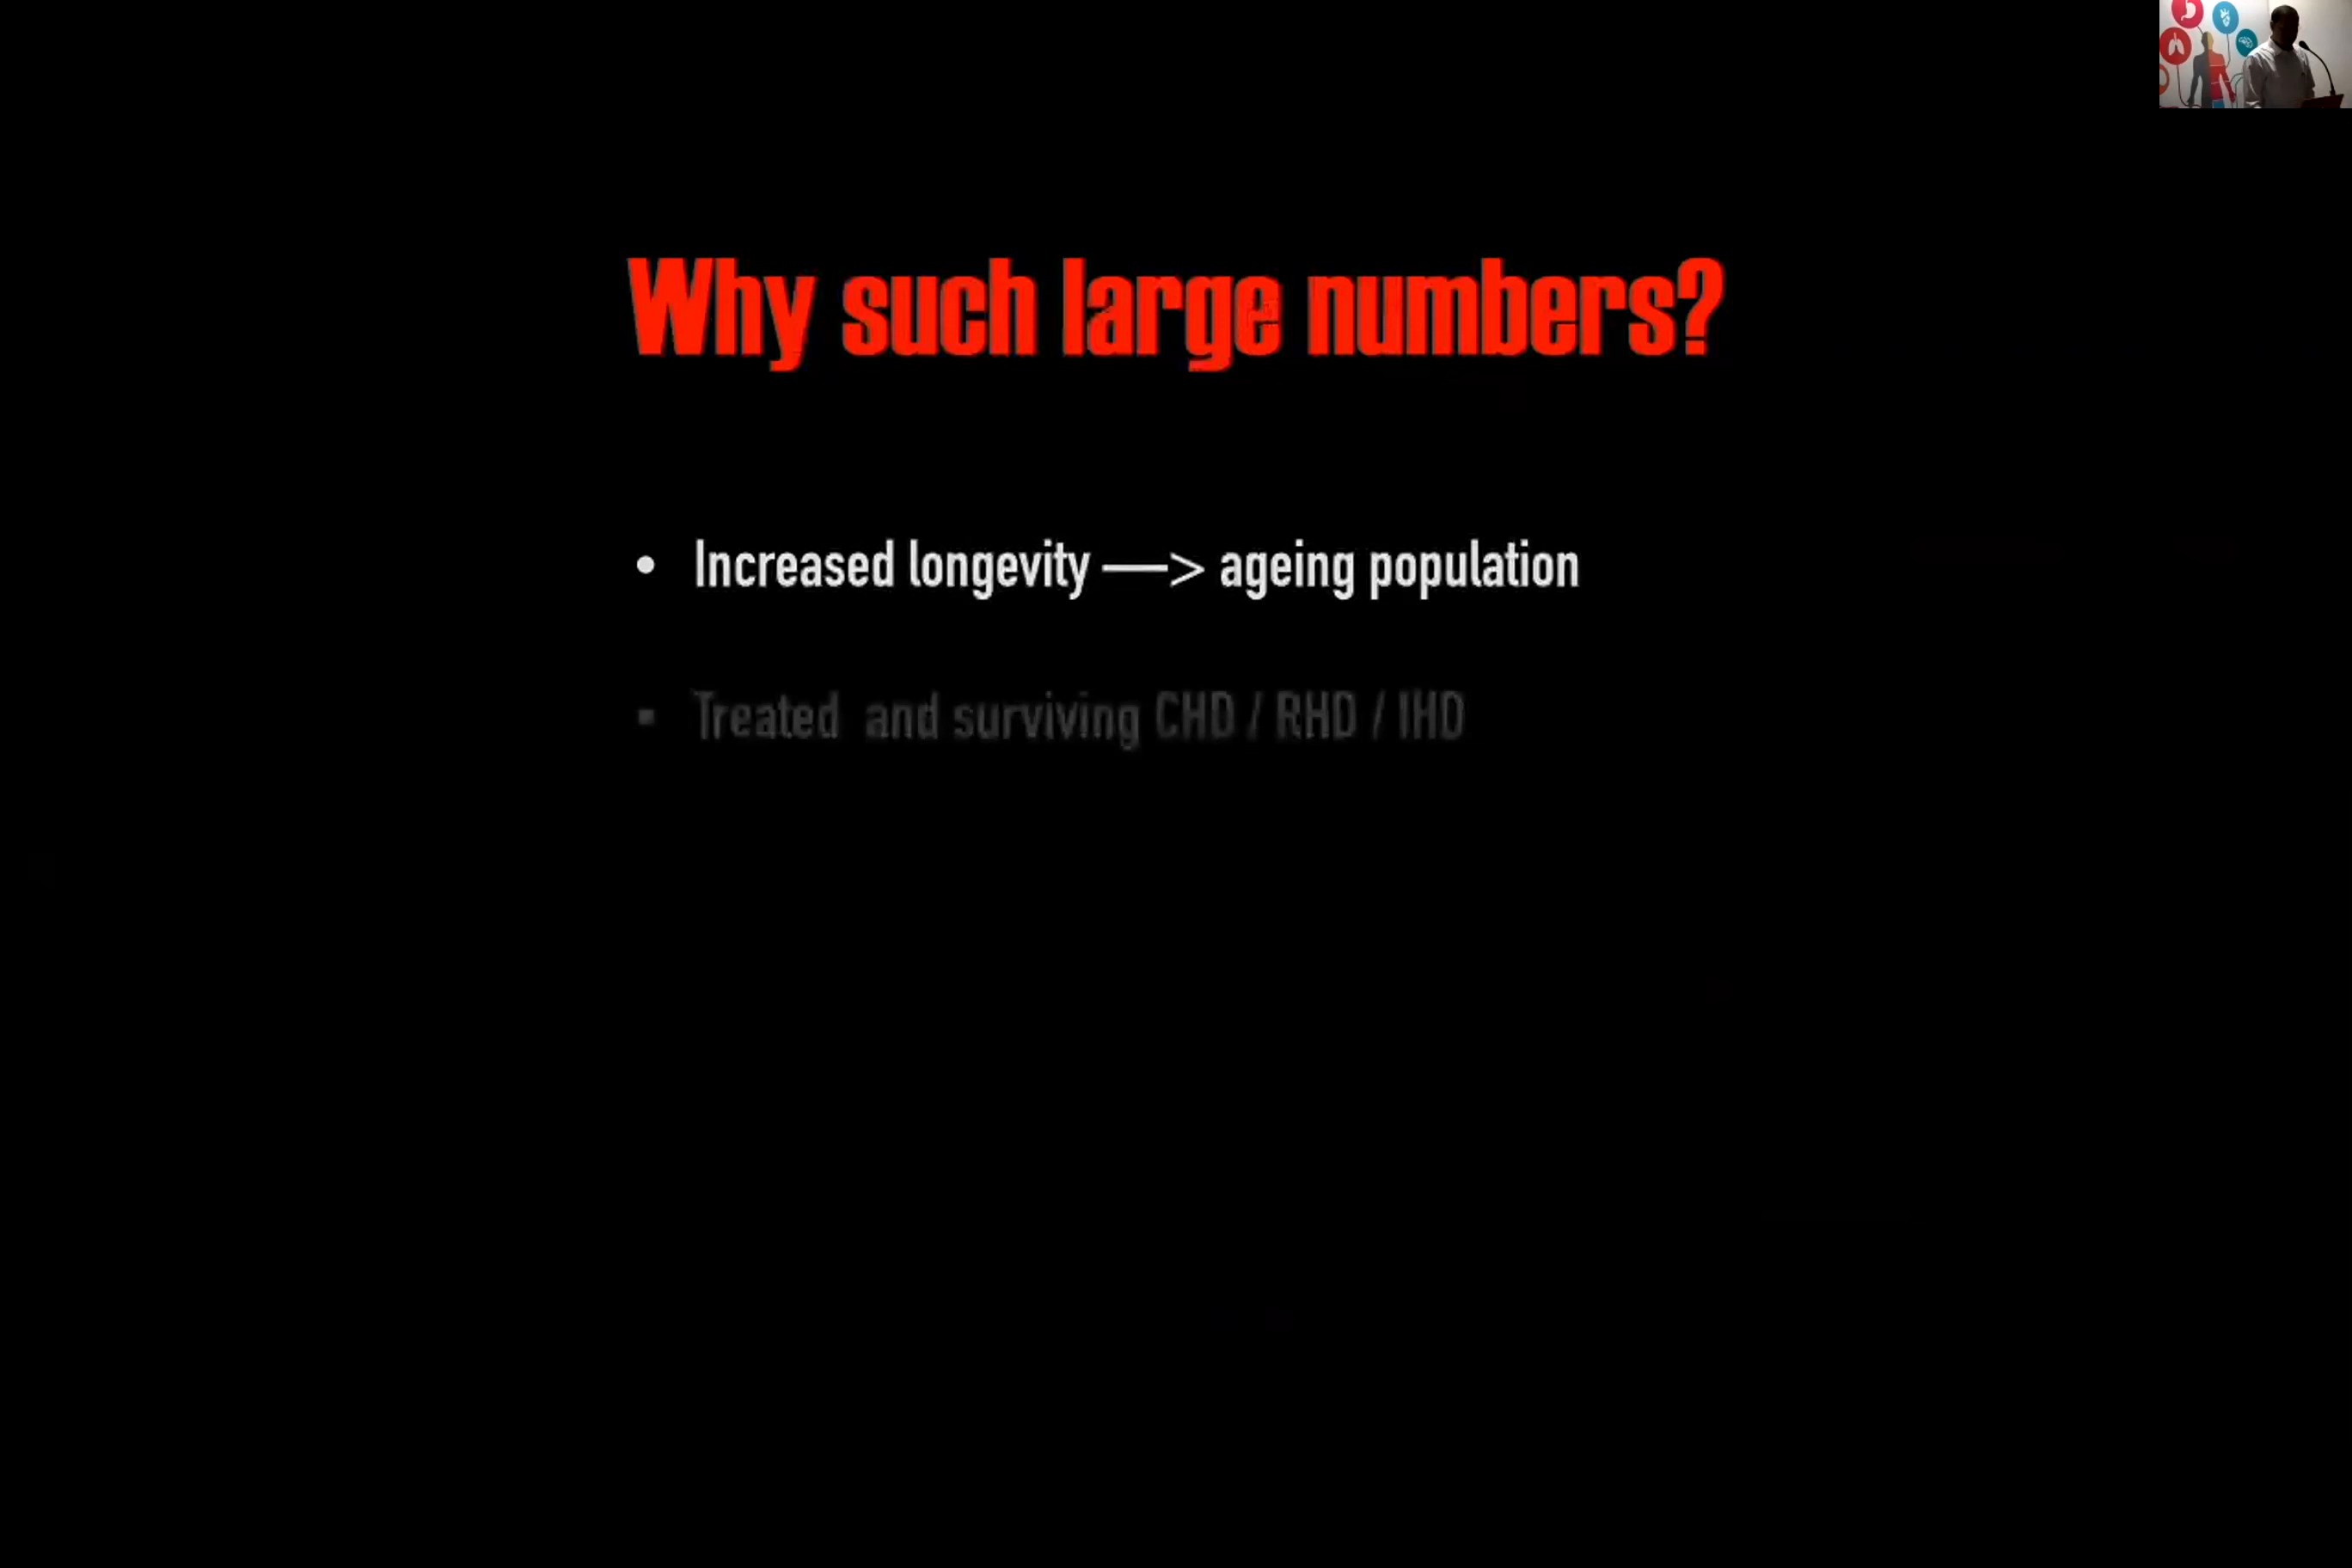 Why such large numbers?
• Increased longevity —> ageing population
▪ Treated and surviving CHD / RHD / IHD